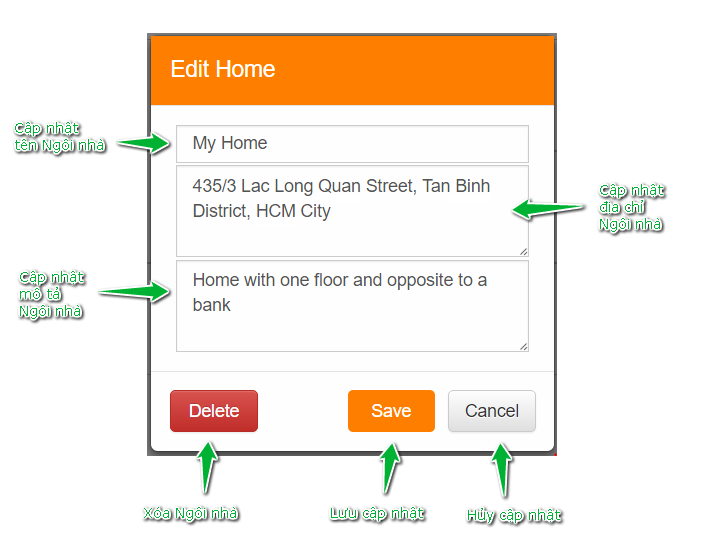 Edit Home
Cập nhật
tên Ngôi nhà
My Home
435/3 Lac Long Quan Street, Tan Binh
District, HCM City
Cập nhật
địa chỉ
Ngôi nhà
Cập nhật
mô tả
Ngôi nhà
Home with one floor and opposite to a
bank
Delete
Save
Cancel
Xóa Ngôi nhà
Lưu cập nhật
Hủy cập nhật